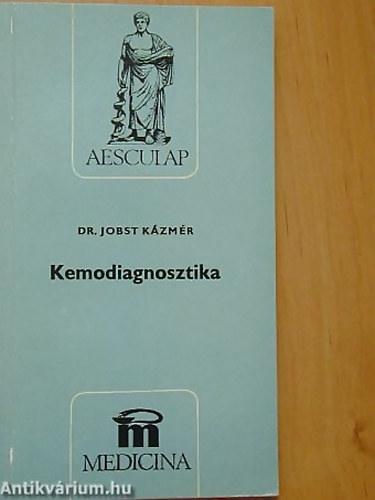 AESCULAP
DR. JOBST KÁZMÉR
Kemodiagnosztika
m
MEDICINA
Antikvárium.hu